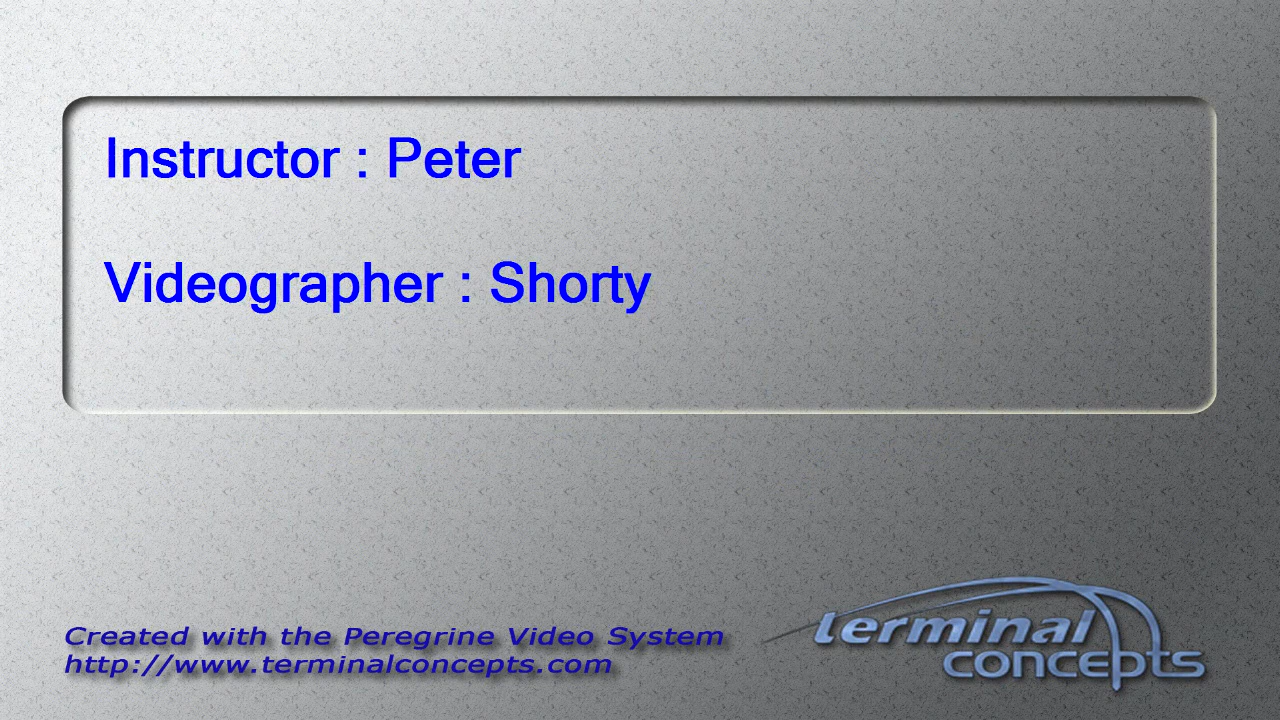 Instructor : Peter
Videographer : Shorty
Created with the Peregrine Video System
http://www.terminalconcepts.com
terminal
concepts